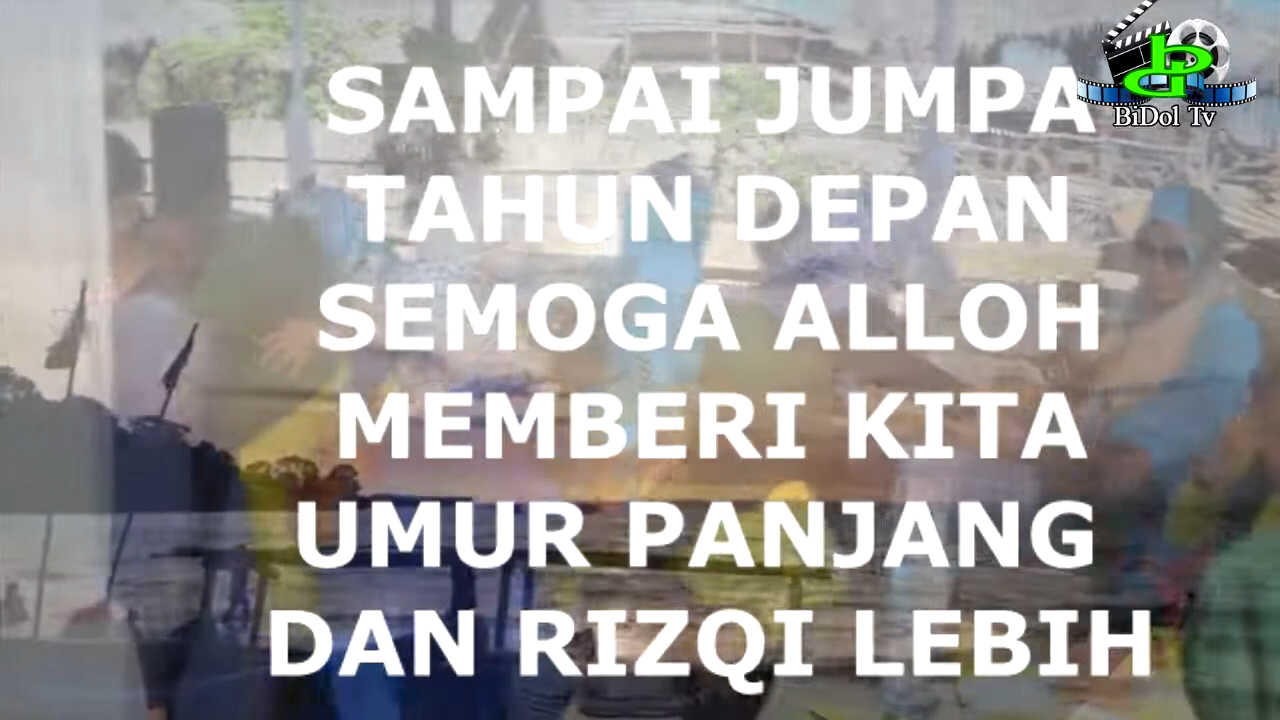 SAMPAI JUMPA
TAHUN DEPAN
SEMOGA ALLOH
MEMBERI KITA
UMUR PANJANG
DAN RIZQI LEBIH
BiDol Tv